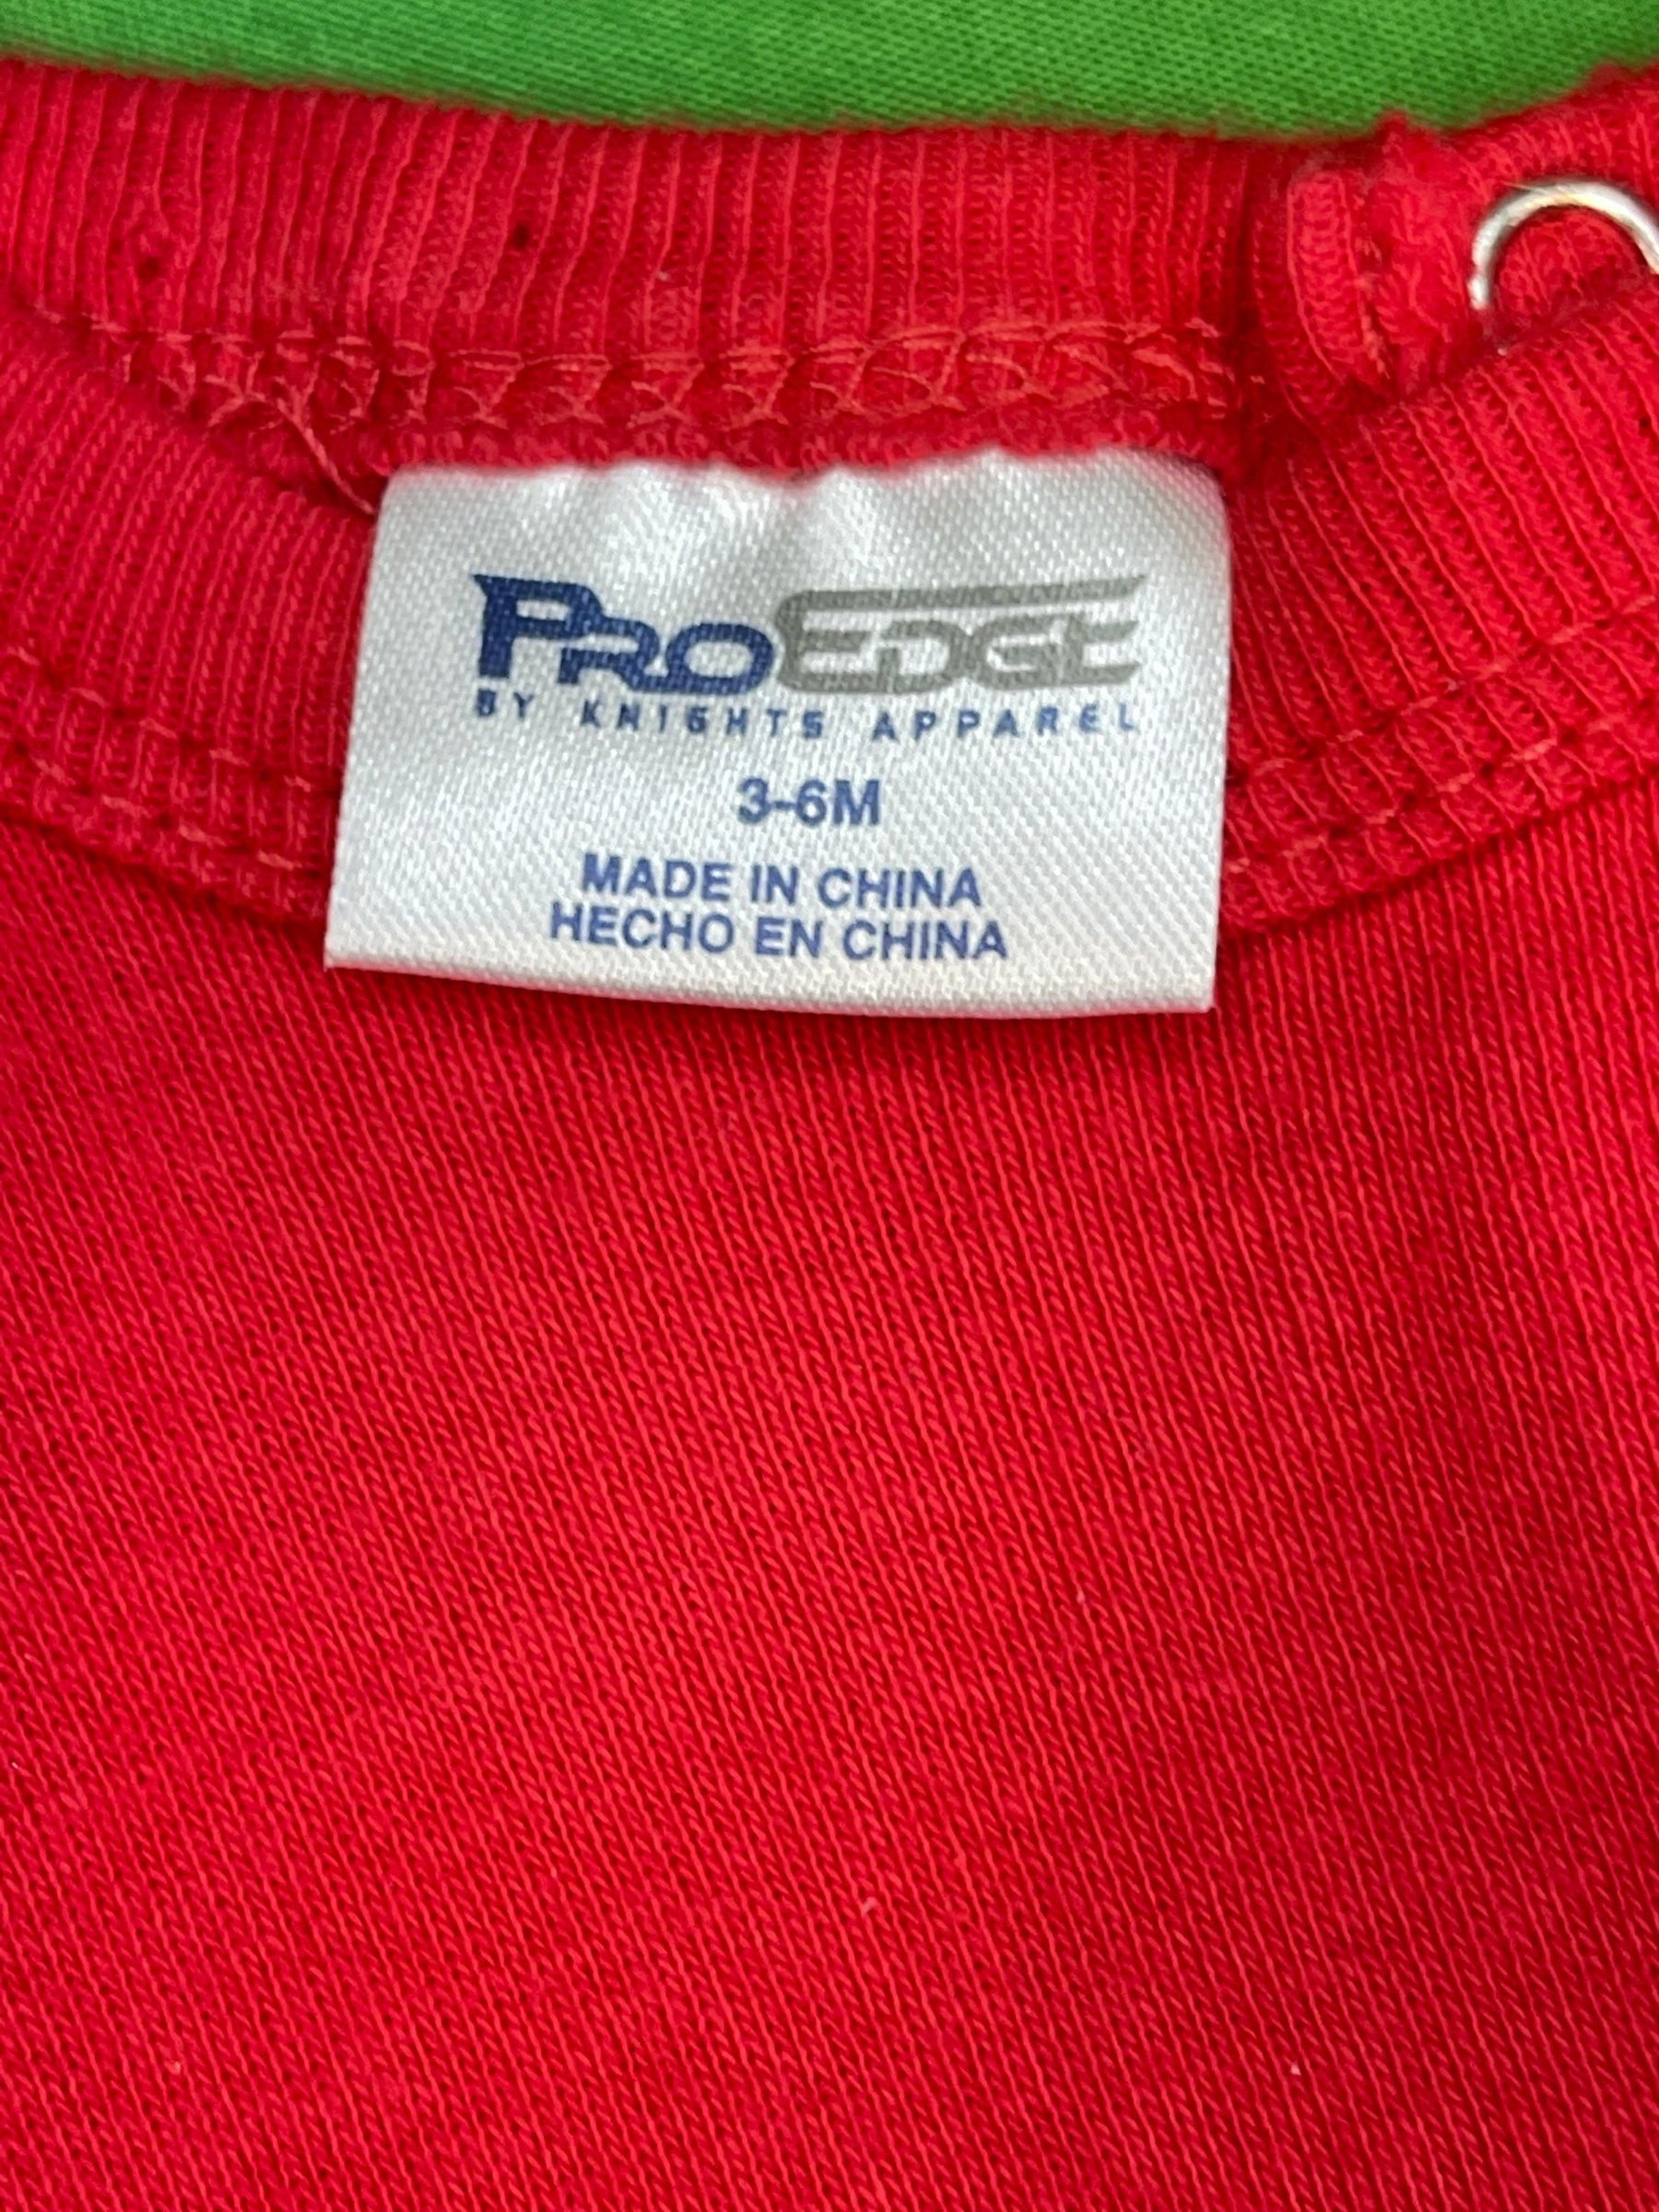 PROEDGE
BY KNIGHTS APPAREL
3-6M
MADE IN CHINA
HECHO EN CHINA